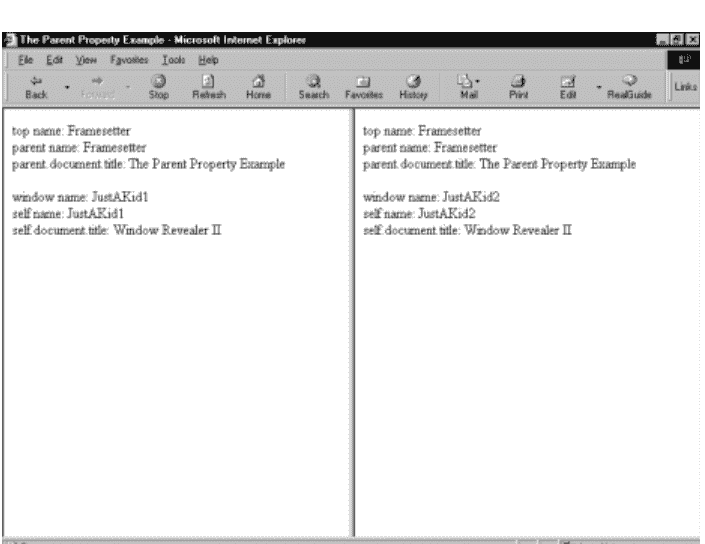 The Parent Property Example - Microsoft Internet Explorer
File Edit View Favorites Tools Help
Back Forward Stop Refresh Home Search Favorites History Mail Print Edit RealGuide Links
top name: Framesetter
parent name: Framesetter
parent.document.title: The Parent Property Example
window name: JustAKid1
self name: JustAKid1
self.document.title: Window Revealer II
top name: Framesetter
parent name: Framesetter
parent.document.title: The Parent Property Example
window name: JustAKid2
self name: JustAKid2
self.document.title: Window Revealer II